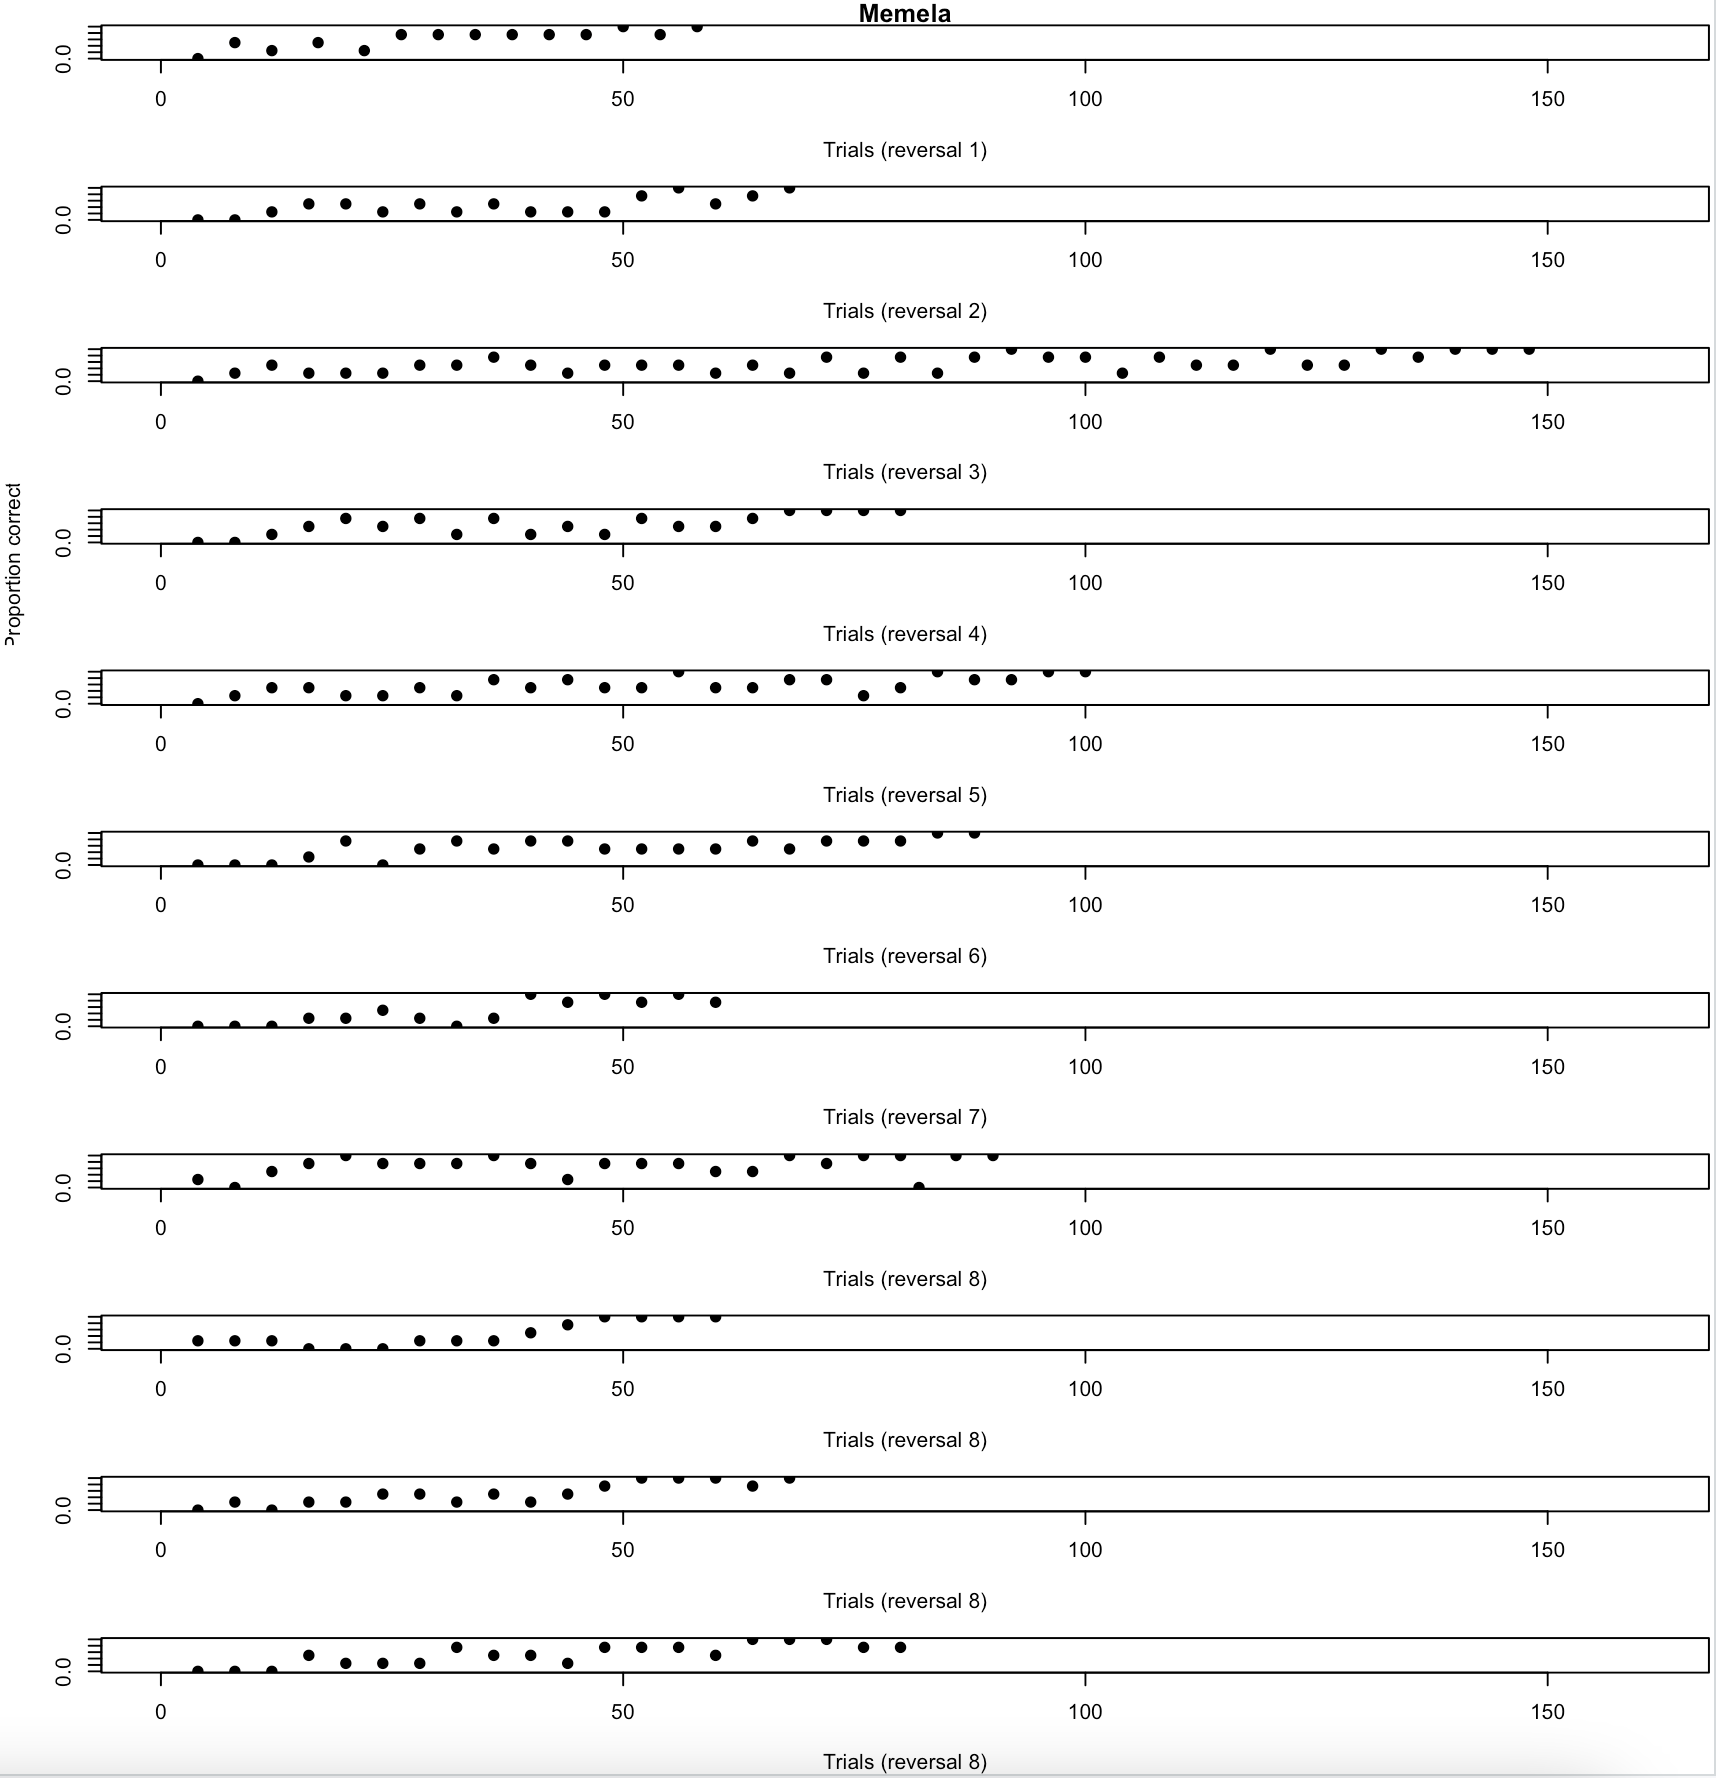 Memela
0.0
0 50 100 150
Trials (reversal 1)
0.0
0 50 100 150
Trials (reversal 2)
0.0
0 50 100 150
Trials (reversal 3)
Proportion correct
0.0
0 50 100 150
Trials (reversal 4)
0.0
0 50 100 150
Trials (reversal 5)
0.0
0 50 100 150
Trials (reversal 6)
0.0
0 50 100 150
Trials (reversal 7)
0.0
0 50 100 150
Trials (reversal 8)
0.0
0 50 100 150
Trials (reversal 8)
0.0
0 50 100 150
Trials (reversal 8)
0.0
0 50 100 150
Trials (reversal 8)